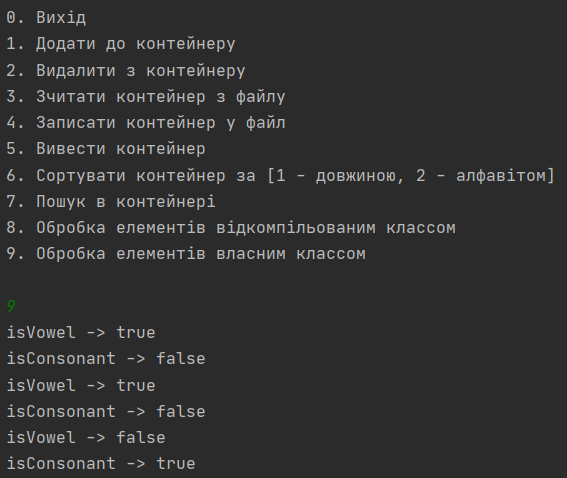 0. Вихід
1. Додати до контейнеру
2. Видалити з контейнеру
3. Зчитати контейнер з файлу
4. Записати контейнер у файл
5. Вивести контейнер
6. Сортувати контейнер за [1 - довжиною, 2 - алфавітом]
7. Пошук в контейнері
8. Обробка елементів відкомпільованим классом
9. Обробка елементів власним классом
9
isVowel -> true
isConsonant -> false
isVowel -> true
isConsonant -> false
isVowel -> false
isConsonant -> true